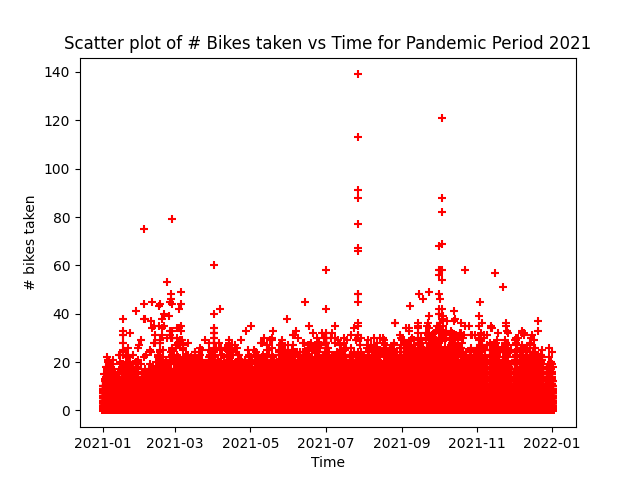 Scatter plot of # Bikes taken vs Time for Pandemic Period 2021
140
120
100
80
60
40
20
0
# bikes taken
2021-01 2021-03 2021-05 2021-07 2021-09 2021-11 2022-01
Time